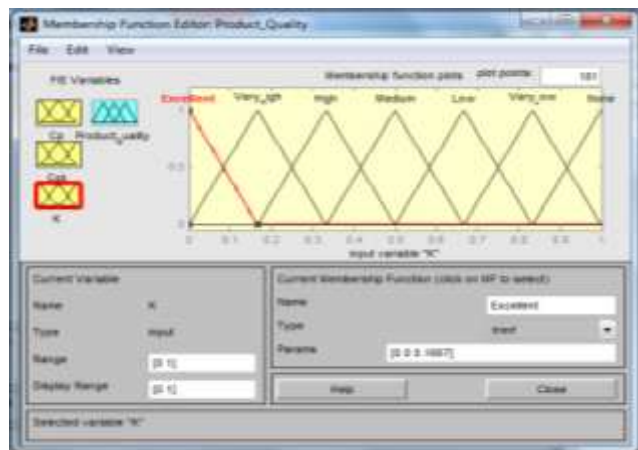 Membership Function Editor: Product_Quality
File Edit View
FIS Variables
Membership function plots plot points: 181
Cp Product_uality
Cpk
K
Excellent Very_igh High Medium Low Very_ow None
1
0.5
0
0 0.1 0.2 0.3 0.4 0.5 0.6 0.7 0.8 0.9 1
input variable "K"
Current Variable
Name K
Type input
Range [0 1]
Display Range [0 1]
Current Membership Function (click on MF to select)
Name Excellent
Type trimf
Params [0 0 0.1667]
Help Close
Selected variable "K"